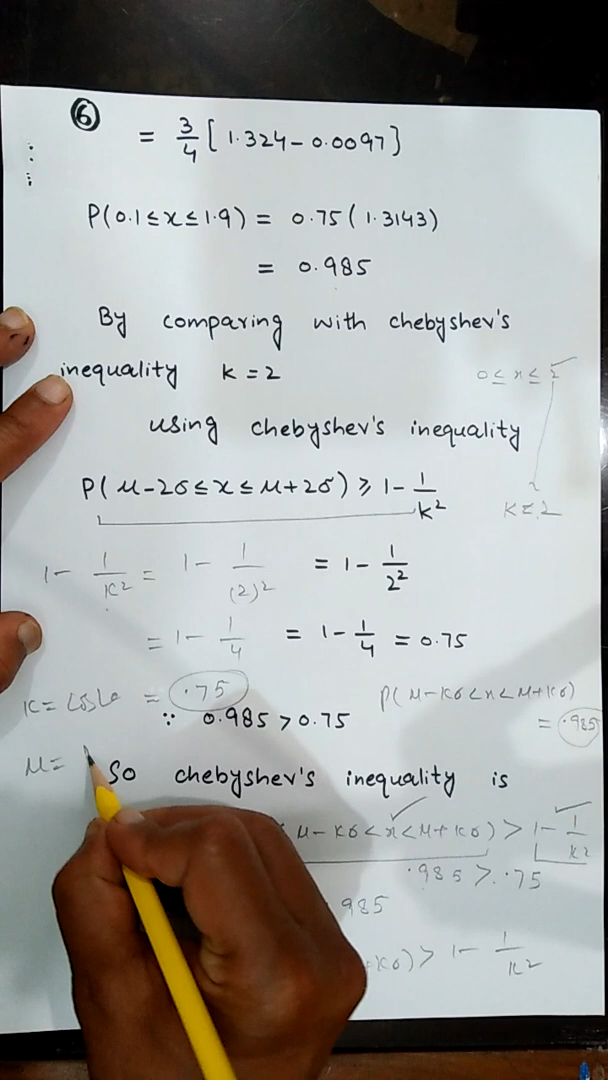 ⑥
= 3/4 [1.324 - 0.0097]
P(0.1 ≤ x ≤ 1.9) = 0.75 (1.3143)
= 0.985
By comparing with chebyshev's
inequality k = 2
0 ≤ x ≤ 2
using chebyshev's inequality
P(μ-2σ ≤ x ≤ μ+2σ) ≥ 1 - 1/k²
k = 2
1 - 1/k² = 1 - 1/(2)² = 1 - 1/2²
= 1 - 1/4 = 1 - 1/4 = 0.75
k = = .75
P(μ-kσ < x < μ+kσ)
∵ 0.985 > 0.75
= .985
μ=
So chebyshev's inequality is
μ-kσ < x < μ+kσ) > 1 - 1/k²
.985 > .75
985
+kσ) > 1 - 1/k²